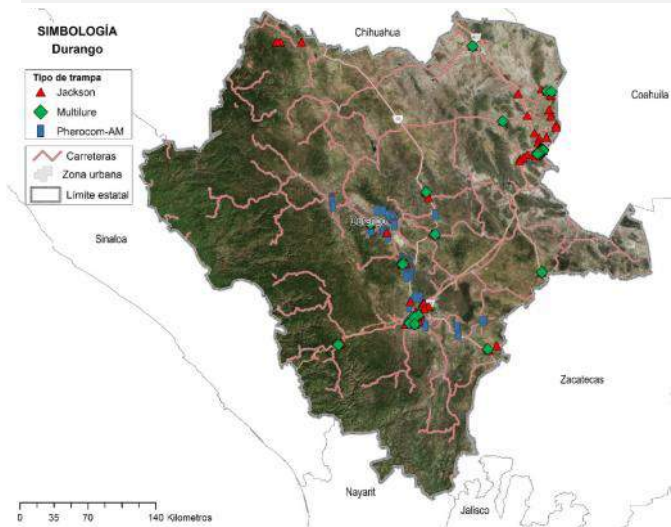 SIMBOLOGÍA
Durango
Tipo de trampa
Jackson
Multilure
Pherocom-AM
Carreteras
Zona urbana
Límite estatal
Chihuahua
Coahuila
Sinaloa
Durango
Zacatecas
Nayarit
Jalisco
0 35 70 140 Kilometros